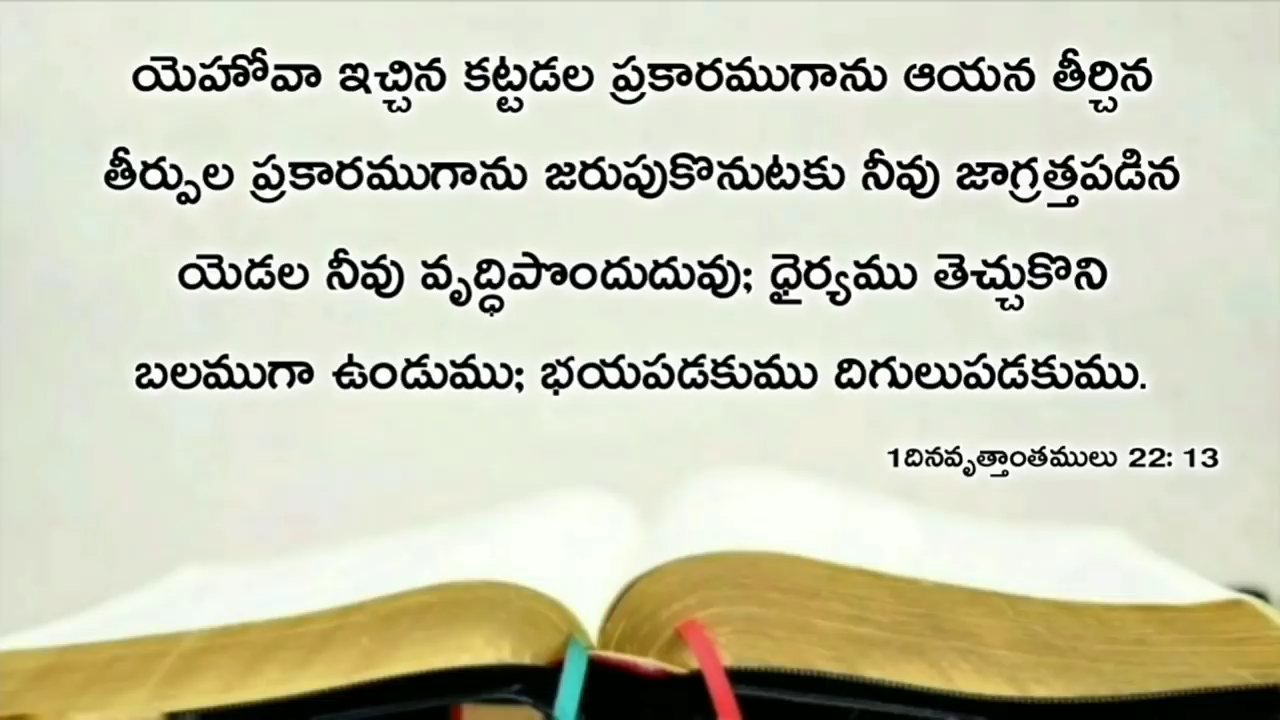 యెహోవా ఇచ్చిన కట్టడల ప్రకారముగాను ఆయన తీర్చిన
తీర్పుల ప్రకారముగాను జరుపుకొనుటకు నీవు జాగ్రత్తపడిన
యెడల నీవు వృద్ధిపొందుదువు; ధైర్యము తెచ్చుకొని
బలముగా ఉండుము; భయపడకుము దిగులుపడకుము.
1దినవృత్తాంతములు 22: 13